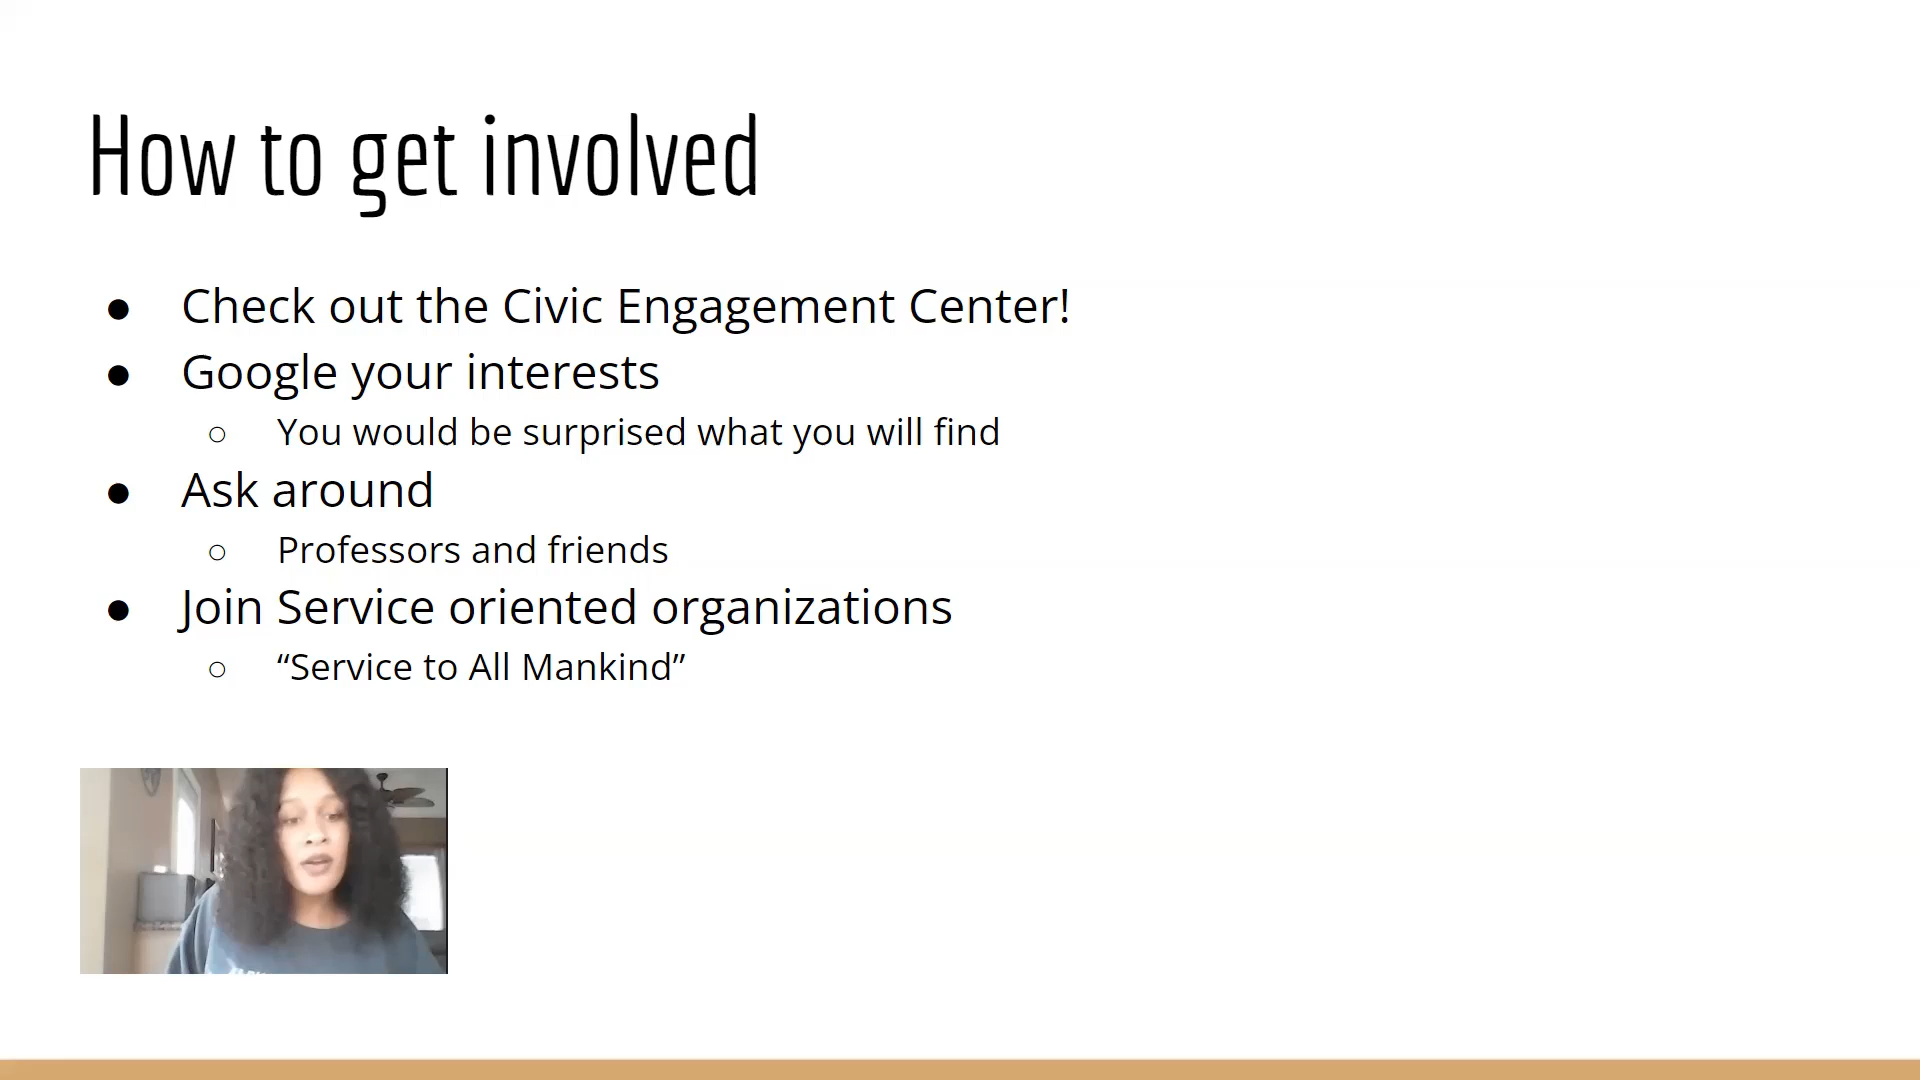 How to get involved
● Check out the Civic Engagement Center!
● Google your interests
○ You would be surprised what you will find
● Ask around
○ Professors and friends
● Join Service oriented organizations
○ “Service to All Mankind”